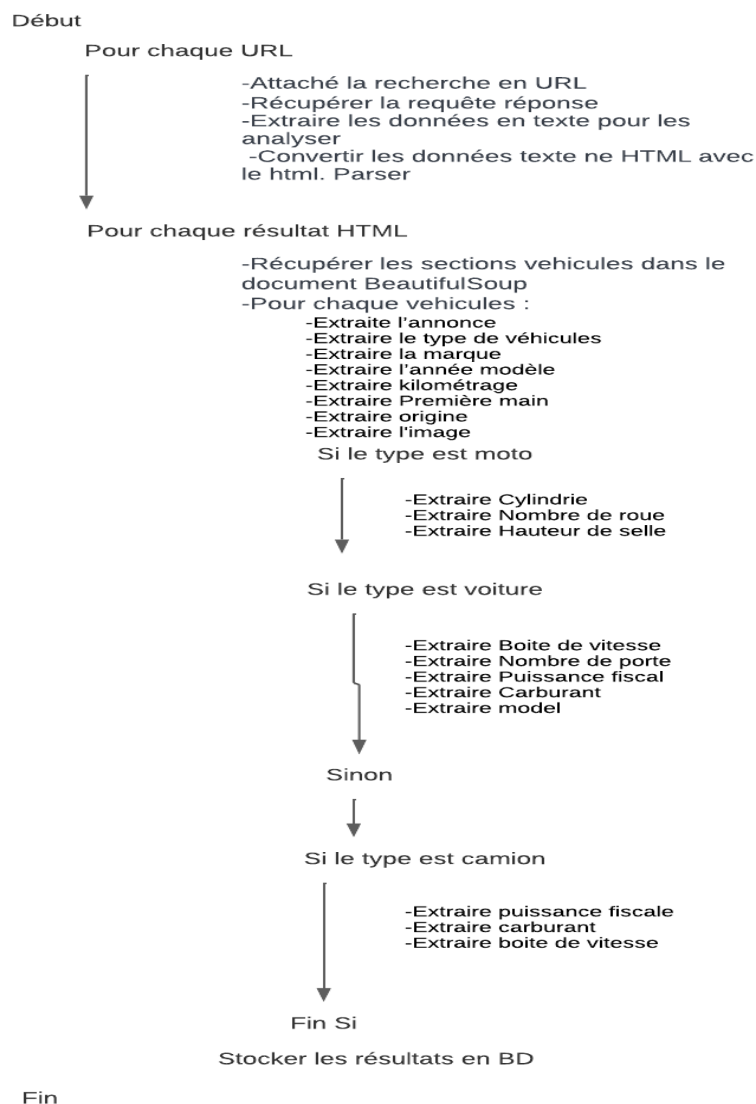 Début
Pour chaque URL
-Attaché la recherche en URL
-Récupérer la requête réponse
-Extraire les données en texte pour les
analyser
-Convertir les données texte ne HTML avec
le html. Parser
Pour chaque résultat HTML
-Récupérer les sections vehicules dans le
document BeautifulSoup
-Pour chaque vehicules :
-Extraite l'annonce
-Extraire le type de véhicules
-Extraire la marque
-Extraire l'année modèle
-Extraire kilométrage
-Extraire Première main
-Extraire origine
-Extraire l'image
Si le type est moto
-Extraire Cylindrie
-Extraire Nombre de roue
-Extraire Hauteur de selle
Si le type est voiture
-Extraire Boite de vitesse
-Extraire Nombre de porte
-Extraire Puissance fiscal
-Extraire Carburant
-Extraire model
Sinon
Si le type est camion
-Extraire puissance fiscale
-Extraire carburant
-Extraire boite de vitesse
Fin Si
Stocker les résultats en BD
Fin